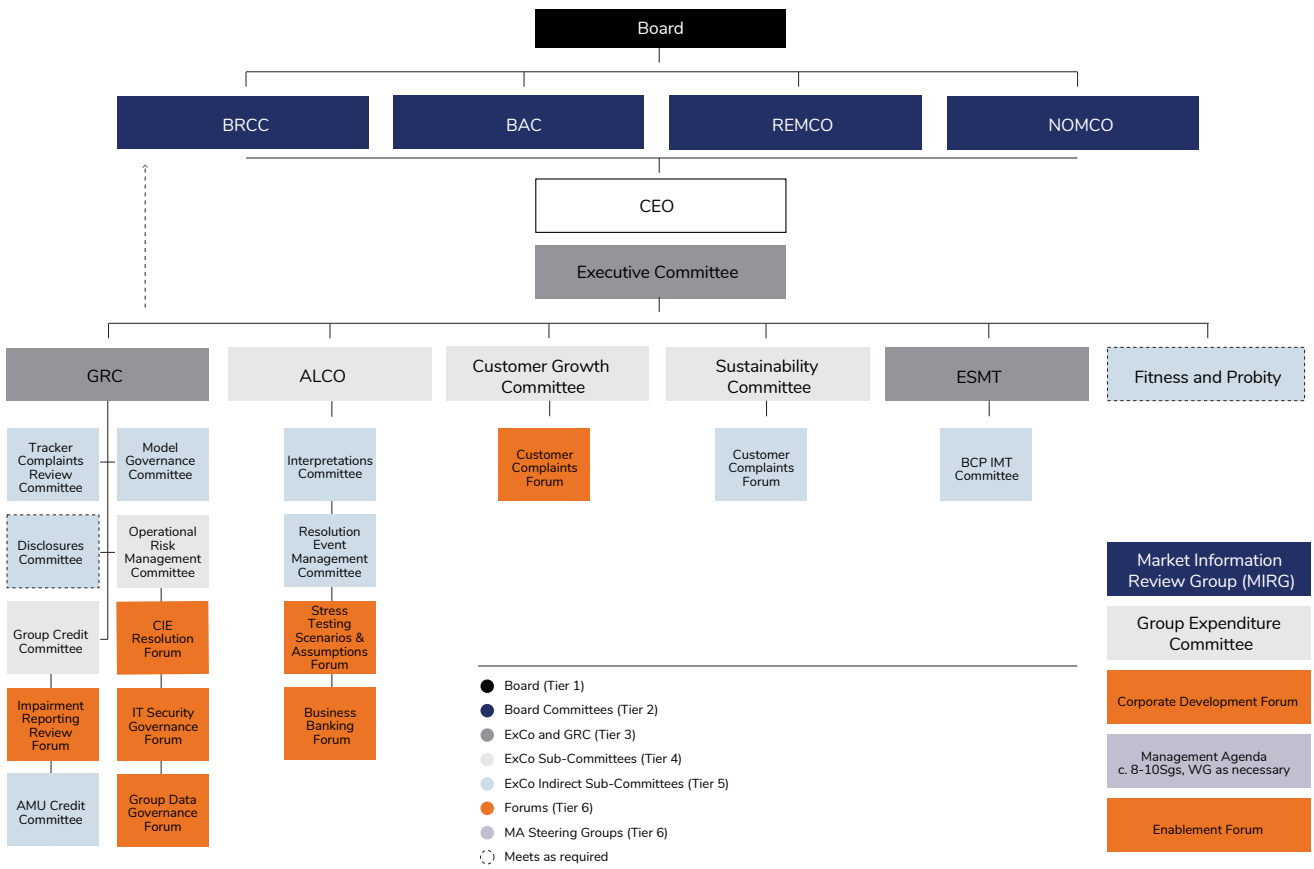 Board
BRCC
BAC
REMCO
NOMCO
CEO
Executive Committee
GRC
ALCO
Customer Growth
Committee
Sustainability
Committee
ESMT
Fitness and Probity
Tracker
Complaints
Review
Committee
Model
Governance
Committee
Interpretations
Committee
Customer
Complaints
Forum
Customer
Complaints
Forum
BCP IMT
Committee
Disclosures
Committee
Operational
Risk
Management
Committee
Resolution
Event
Management
Committee
Group Credit
Committee
CIE
Resolution
Forum
Stress
Testing
Scenarios &
Assumptions
Forum
Impairment
Reporting
Review
Forum
IT Security
Governance
Forum
Business
Banking
Forum
AMU Credit
Committee
Group Data
Governance
Forum
Market Information
Review Group (MIRG)
Group Expenditure
Committee
Corporate Development Forum
Management Agenda
c. 8-10Sgs, WG as necessary
Enablement Forum
Board (Tier 1)
Board Committees (Tier 2)
ExCo and GRC (Tier 3)
ExCo Sub-Committees (Tier 4)
ExCo Indirect Sub-Committees (Tier 5)
Forums (Tier 6)
MA Steering Groups (Tier 6)
Meets as required